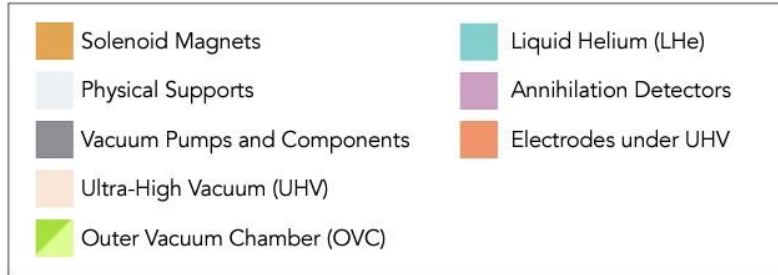 Solenoid Magnets
Physical Supports
Vacuum Pumps and Components
Ultra-High Vacuum (UHV)
Outer Vacuum Chamber (OVC)
Liquid Helium (LHe)
Annihilation Detectors
Electrodes under UHV